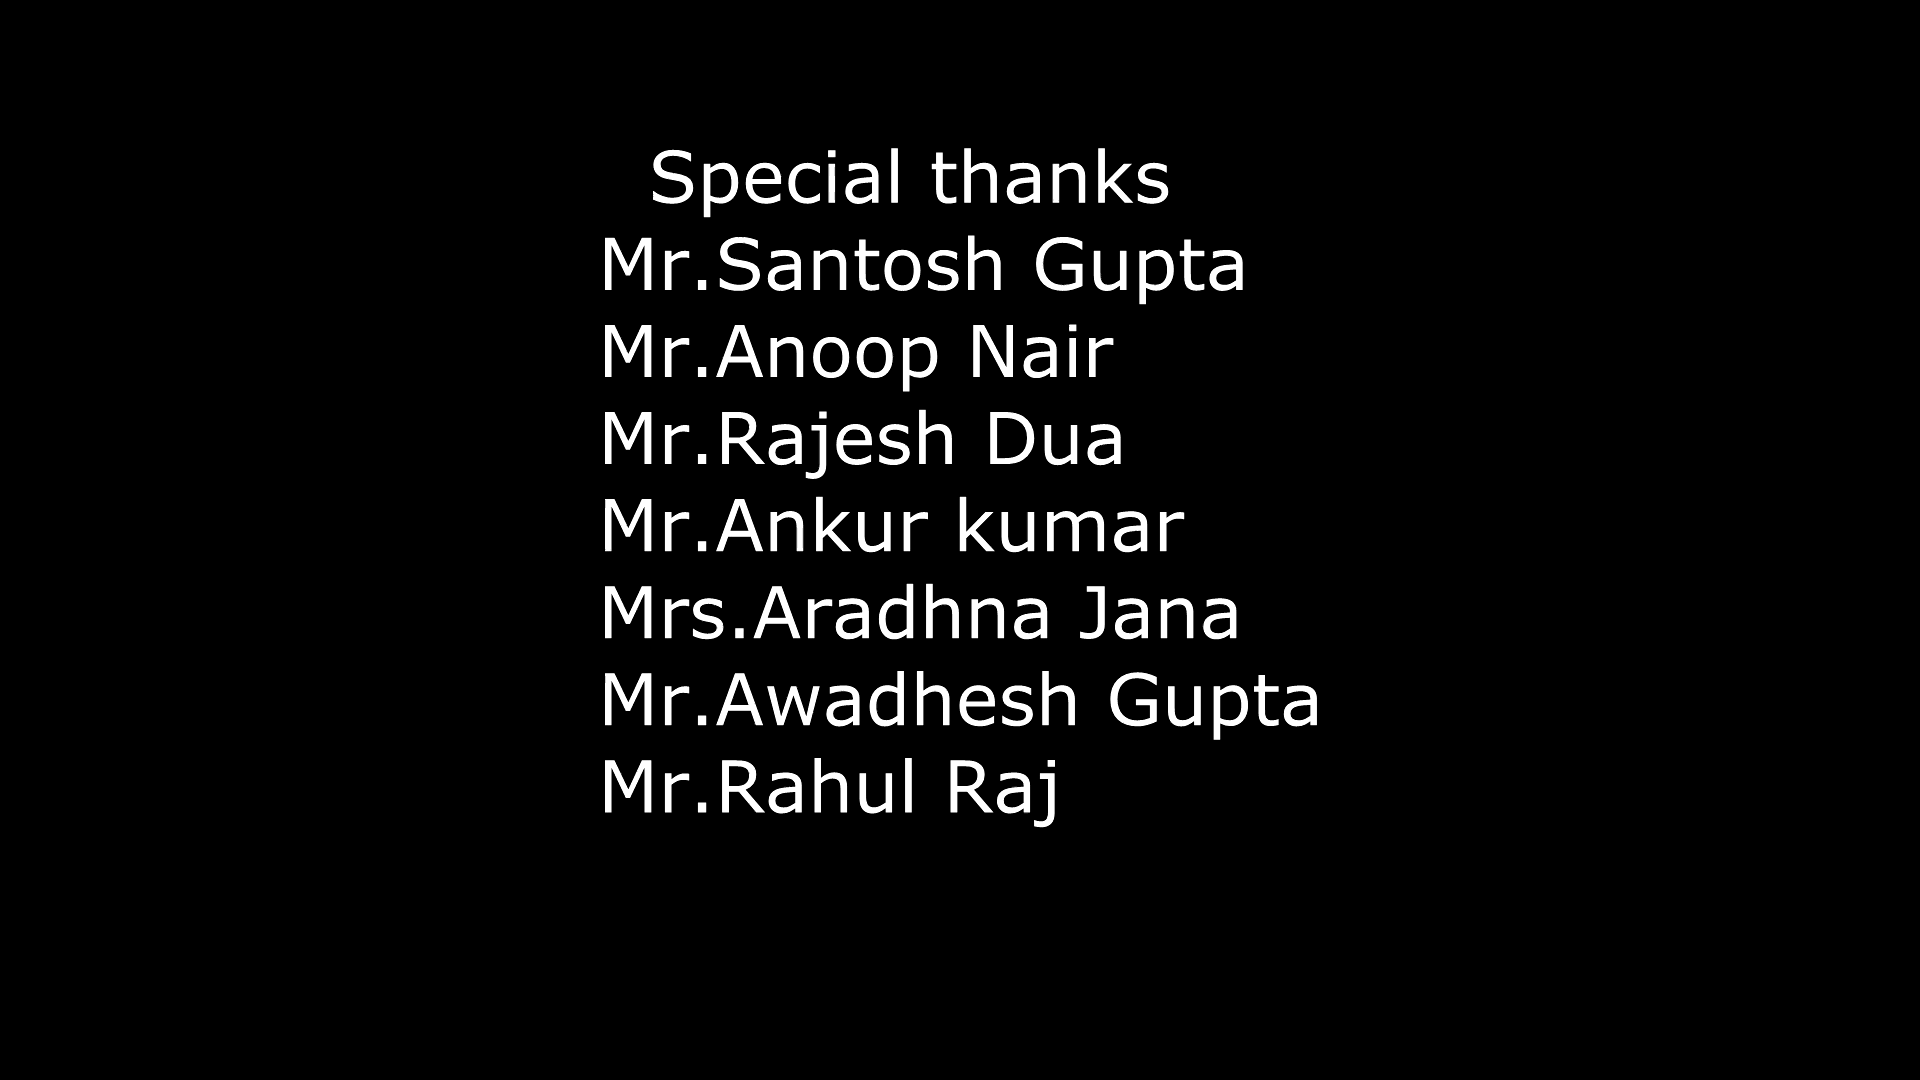 Special thanks
Mr.Santosh Gupta
Mr.Anoop Nair
Mr.Rajesh Dua
Mr.Ankur kumar
Mrs.Aradhna Jana
Mr.Awadhesh Gupta
Mr.Rahul Raj